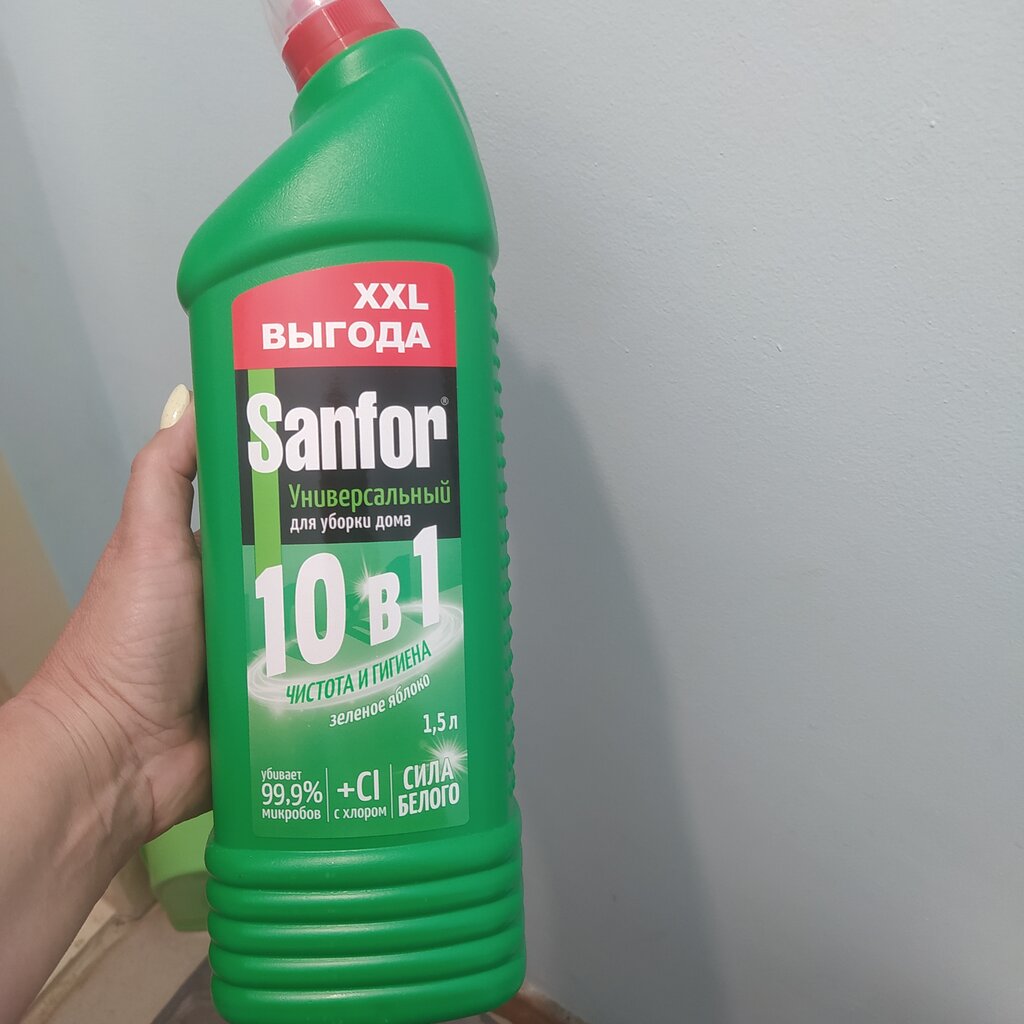 XXL
ВЫГОДА
Sanfor®
Универсальный
для уборки дома
10 в 1
ЧИСТОТА И ГИГИЕНА
зеленое яблоко
1,5 л
убивает
99,9%
микробов
+Cl
с хлором
СИЛА
БЕЛОГО